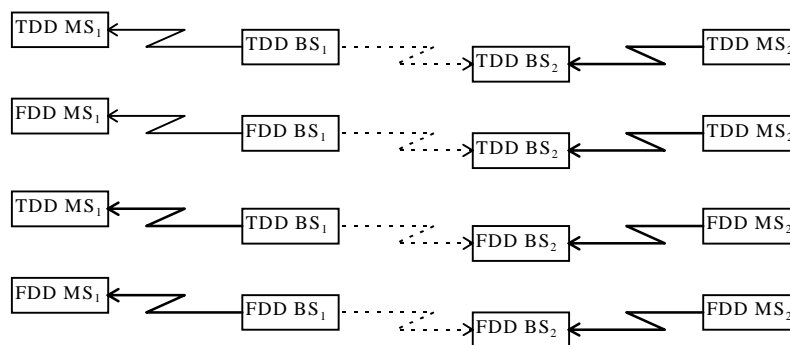 TDD MS₁ TDD BS₁ TDD BS₂ TDD MS₂
FDD MS₁ FDD BS₁ TDD BS₂ TDD MS₂
TDD MS₁ TDD BS₁ FDD BS₂ FDD MS₂
FDD MS₁ FDD BS₁ FDD BS₂ FDD MS₂